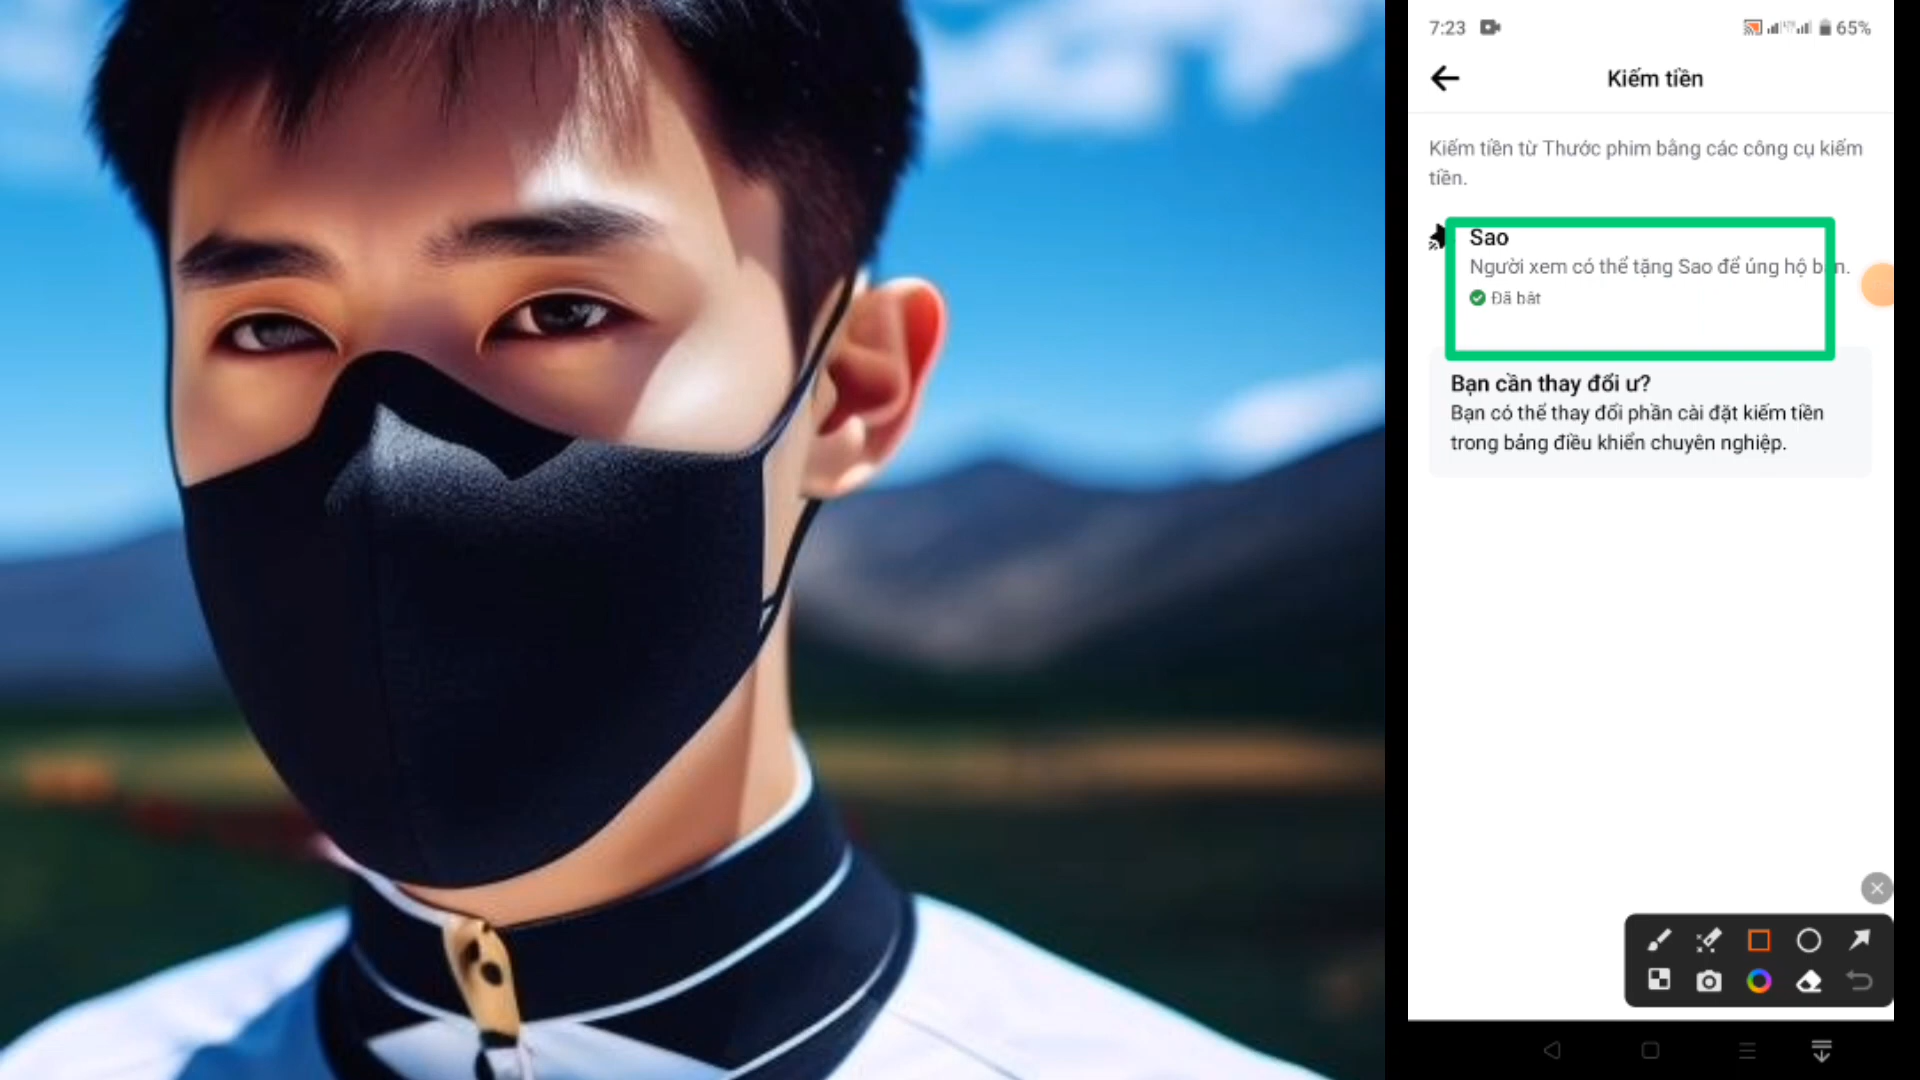 7:23
65%
Kiếm tiền
Kiếm tiền từ Thước phim bằng các công cụ kiếm
tiền.
Sao
Người xem có thể tặng Sao để ủng hộ bạn.
Đã bật
Bạn cần thay đổi ư?
Bạn có thể thay đổi phần cài đặt kiếm tiền
trong bảng điều khiển chuyên nghiệp.